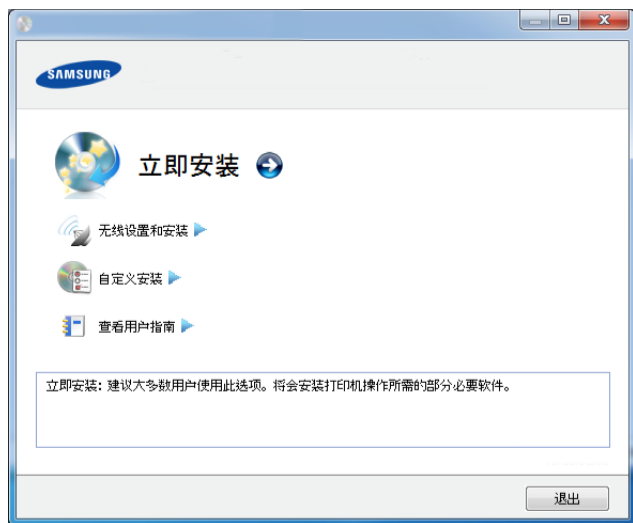 SAMSUNG
立即安装
无线设置和安装
自定义安装
查看用户指南
立即安装: 建议大多数用户使用此选项。将会安装打印机操作所需的部分必要软件。
退出